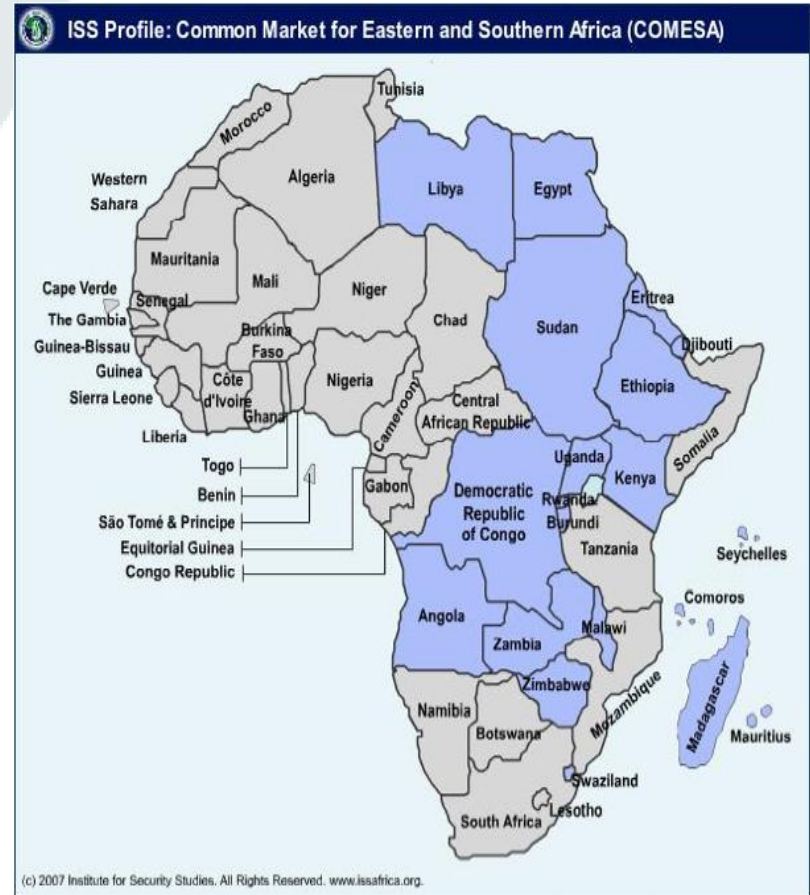 ISS Profile: Common Market for Eastern and Southern Africa (COMESA)
Tunisia
Morocco
Algeria
Libya
Egypt
Western
Sahara
Mauritania
Mali
Niger
Chad
Sudan
Eritrea
Djibouti
Cape Verde
Senegal
The Gambia
Guinea-Bissau
Guinea
Sierra Leone
Liberia
Burkina
Faso
Côte
d'Ivoire
Ghana
Nigeria
Cameroon
Central
African Republic
Ethiopia
Somalia
Togo
Benin
São Tomé & Principe
Equitorial Guinea
Congo Republic
Gabon
Democratic
Republic
of Congo
Uganda
Kenya
Rwanda
Burundi
Tanzania
Seychelles
Comoros
Angola
Zambia
Malawi
Zimbabwe
Mozambique
Madagascar
Mauritius
Namibia
Botswana
Swaziland
Lesotho
South Africa
(c) 2007 Institute for Security Studies. All Rights Reserved. www.issafrica.org.